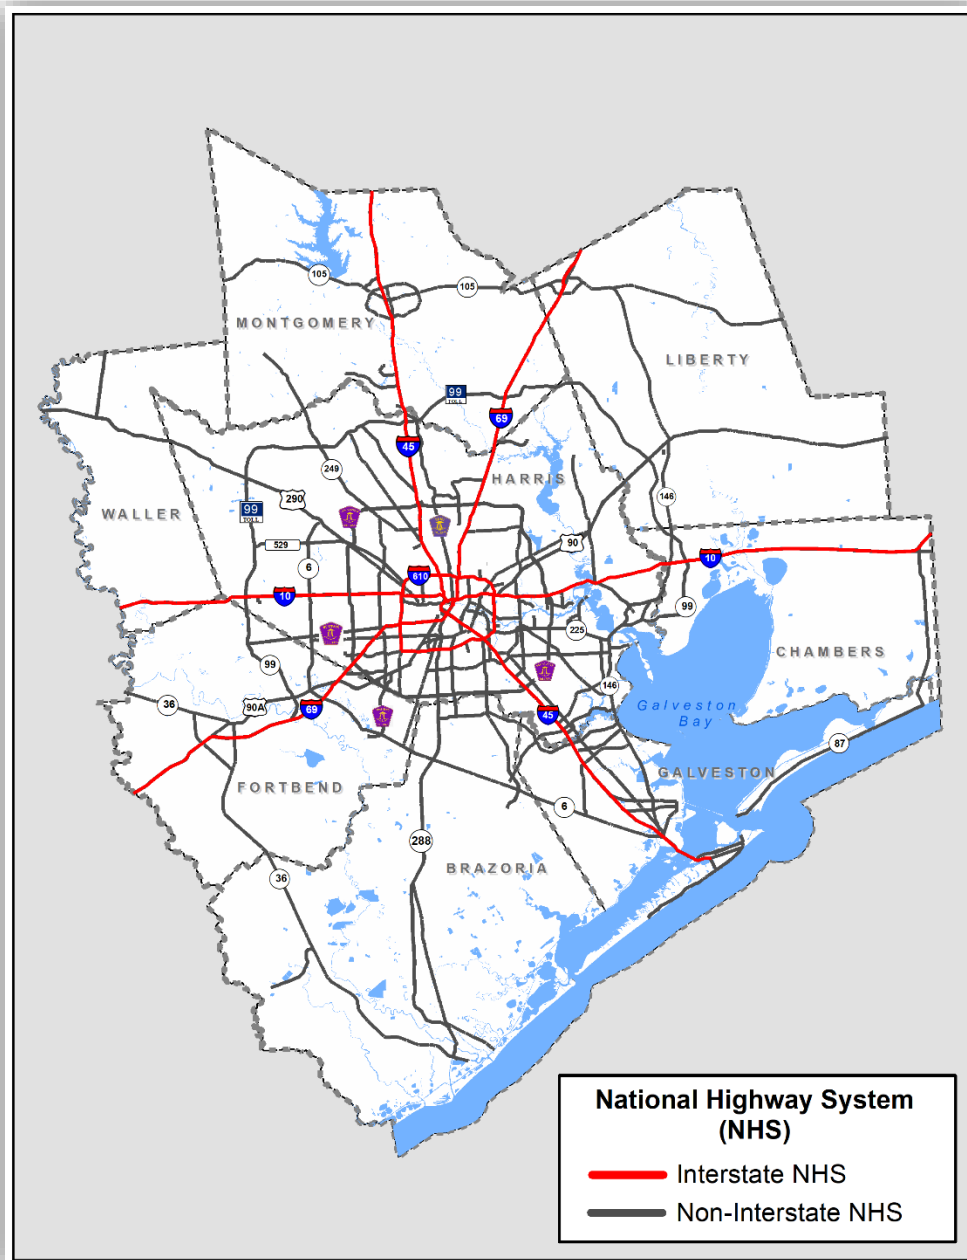 105
105
MONTGOMERY
LIBERTY
99
TOLL
69
45
HARRIS
249
290
146
99
TOLL
WALLER
90
529
6
610
10
10
99
225
CHAMBERS
99
146
36
90A
69
45
Galveston
Bay
87
GALVESTON
FORTBEND
6
288
BRAZORIA
36
National Highway System
(NHS)
Interstate NHS
Non-Interstate NHS